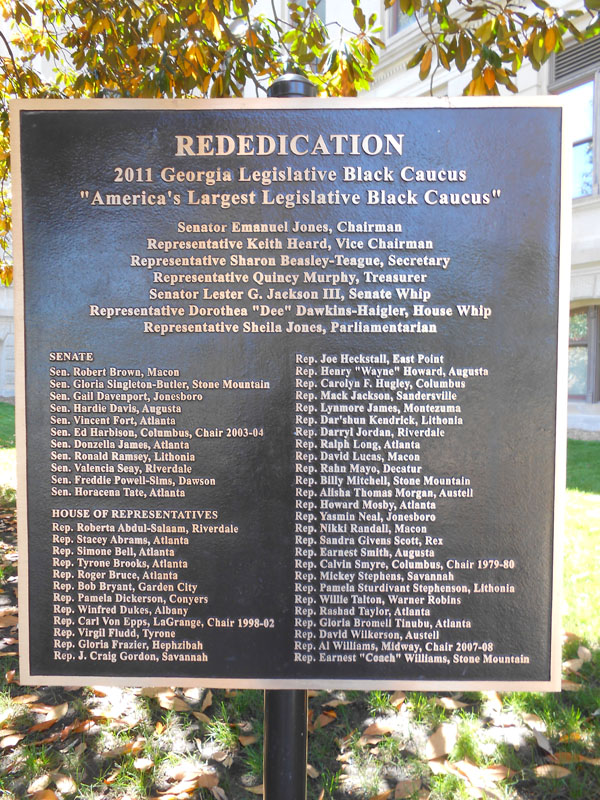 REDEDICATION
2011 Georgia Legislative Black Caucus
"America's Largest Legislative Black Caucus"
Senator Emanuel Jones, Chairman
Representative Keith Heard, Vice Chairman
Representative Sharon Beasley-Teague, Secretary
Representative Quincy Murphy, Treasurer
Senator Lester G. Jackson III, Senate Whip
Representative Dorothea "Dee" Dawkins-Haigler, House Whip
Representative Sheila Jones, Parliamentarian
SENATE
Sen. Robert Brown, Macon
Sen. Gloria Singleton-Butler, Stone Mountain
Sen. Gail Davenport, Jonesboro
Sen. Hardie Davis, Augusta
Sen. Vincent Fort, Atlanta
Sen. Ed Harbison, Columbus, Chair 2003-04
Sen. Donzella James, Atlanta
Sen. Ronald Ramsey, Lithonia
Sen. Valencia Seay, Riverdale
Sen. Freddie Powell-Sims, Dawson
Sen. Horacena Tate, Atlanta
HOUSE OF REPRESENTATIVES
Rep. Roberta Abdul-Salaam, Riverdale
Rep. Stacey Abrams, Atlanta
Rep. Simone Bell, Atlanta
Rep. Tyrone Brooks, Atlanta
Rep. Roger Bruce, Atlanta
Rep. Bob Bryant, Garden City
Rep. Pamela Dickerson, Conyers
Rep. Winfred Dukes, Albany
Rep. Carl Von Epps, LaGrange, Chair 1998-02
Rep. Virgil Fludd, Tyrone
Rep. Gloria Frazier, Hephzibah
Rep. J. Craig Gordon, Savannah
Rep. Joe Heckstall, East Point
Rep. Henry "Wayne" Howard, Augusta
Rep. Carolyn F. Hugley, Columbus
Rep. Mack Jackson, Sandersville
Rep. Lynmore James, Montezuma
Rep. Dar'shun Kendrick, Lithonia
Rep. Darryl Jordan, Riverdale
Rep. Ralph Long, Atlanta
Rep. David Lucas, Macon
Rep. Rahn Mayo, Decatur
Rep. Billy Mitchell, Stone Mountain
Rep. Alisha Thomas Morgan, Austell
Rep. Howard Mosby, Atlanta
Rep. Yasmin Neal, Jonesboro
Rep. Nikki Randall, Macon
Rep. Sandra Givens Scott, Rex
Rep. Earnest Smith, Augusta
Rep. Calvin Smyre, Columbus, Chair 1979-80
Rep. Mickey Stephens, Savannah
Rep. Pamela Sturdivant Stephenson, Lithonia
Rep. Willie Talton, Warner Robins
Rep. Rashad Taylor, Atlanta
Rep. Gloria Bromell Tinubu, Atlanta
Rep. David Wilkerson, Austell
Rep. Al Williams, Midway, Chair 2007-08
Rep. Earnest "Coach" Williams, Stone Mountain